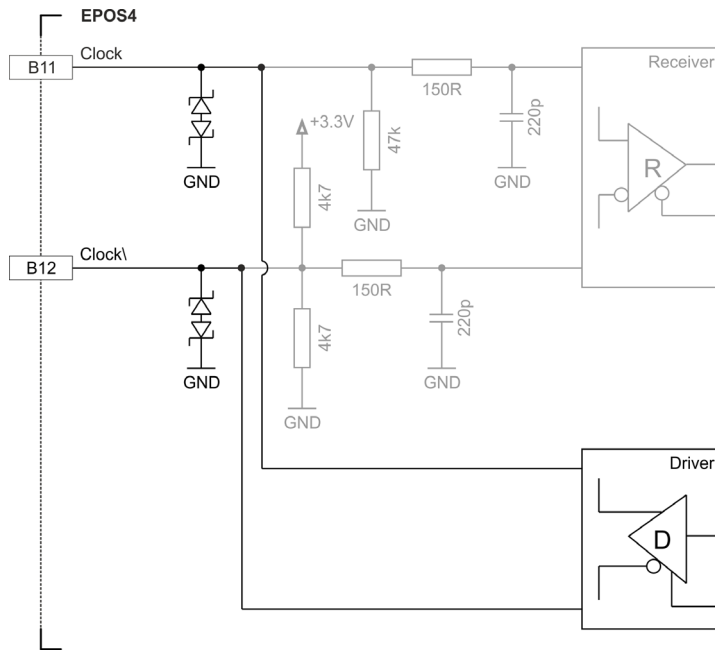 EPOS4
B11
Clock
Receiver
150R
+3.3V
47k
220p
GND
4k7
GND
GND
R
B12
Clock\
150R
220p
4k7
GND
GND
GND
Driver
D